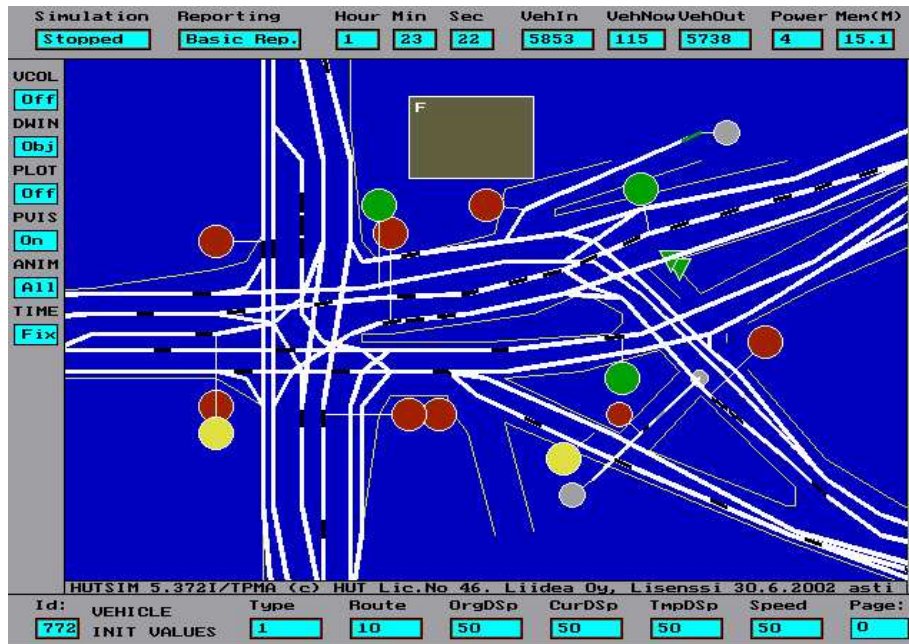 Simulation Reporting Hour Min Sec VehIn VehNow VehOut Power Mem(M)
Stopped Basic Rep. 1 23 22 5853 115 5738 4 15.1
VCOL
Off
DWIN
Obj
PLOT
Off
PVIS
On
ANIM
All
TIME
Fix
F
HUTSIM 5.372I/TPMA (c) HUT Lic.No 46. Liidea Oy, Lisenssi 30.6.2002 asti
Id: VEHICLE Type Route OrgDSp CurDSp TmpDSp Speed Page:
772 INIT VALUES 1 10 50 50 50 50 0